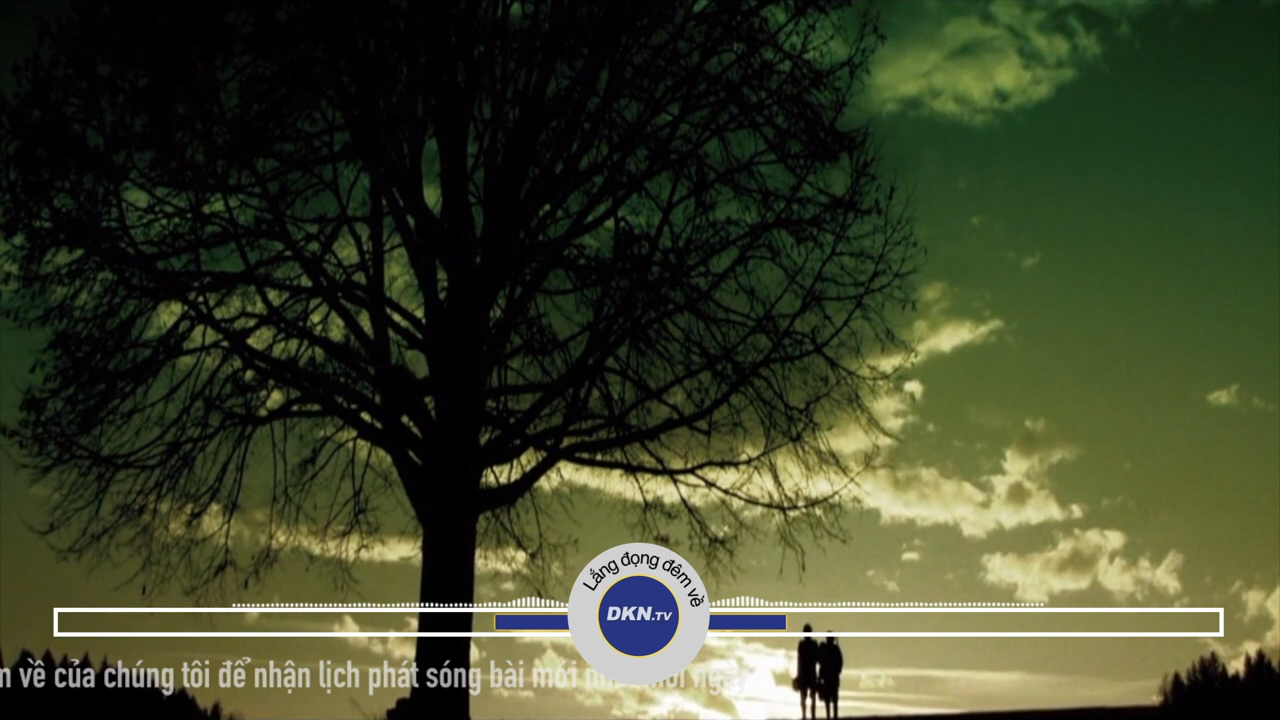 Lắng đọng đêm về
DKN.TV
về của chúng tôi để nhận lịch phát sóng bài mới